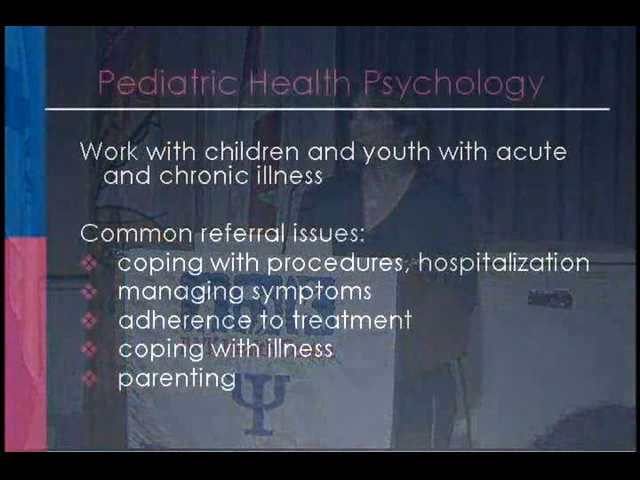 Pediatric Health Psychology
Work with children and youth with acute
and chronic illness
Common referral issues:
coping with procedures, hospitalization
managing symptoms
adherence to treatment
coping with illness
parenting
Ψ